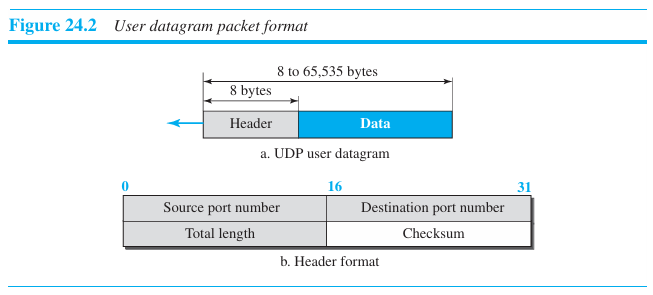 Figure 24.2 User datagram packet format
8 to 65,535 bytes
8 bytes
Header Data
a. UDP user datagram
0 16 31
Source port number Destination port number
Total length Checksum
b. Header format